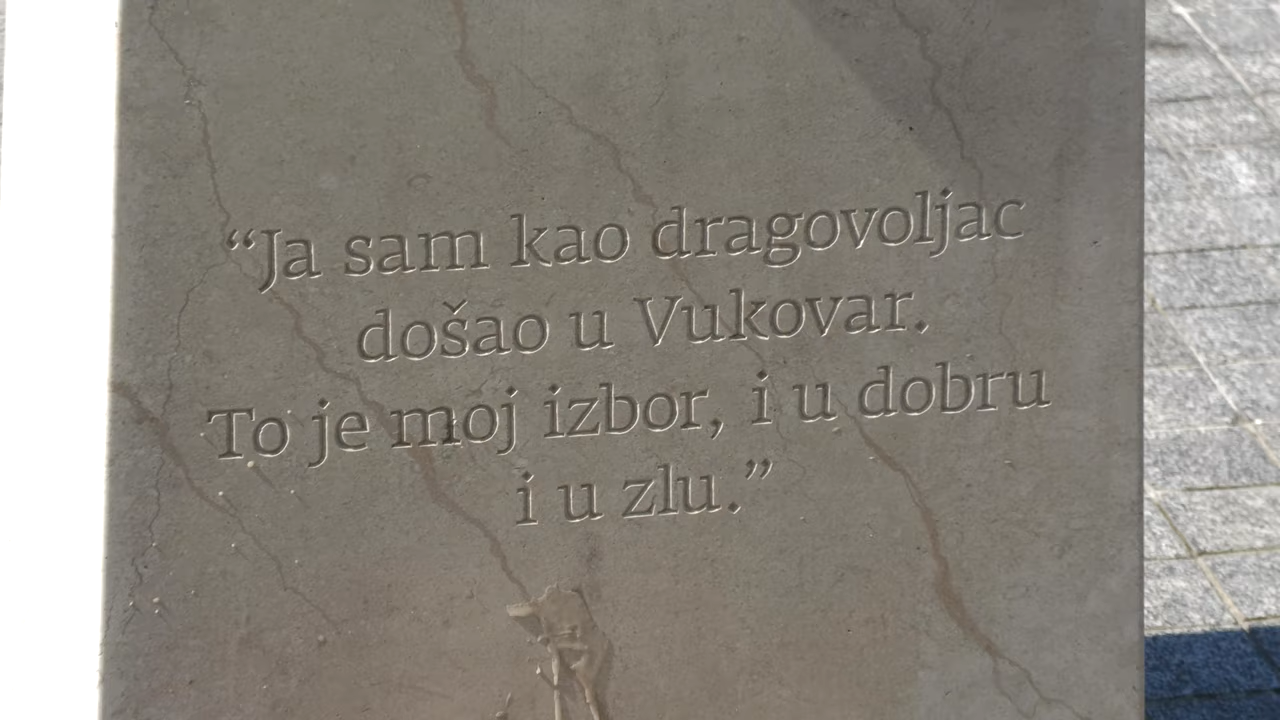 “Ja sam kao dragovoljac
došao u Vukovar.
To je moj izbor, i u dobru
i u zlu.”